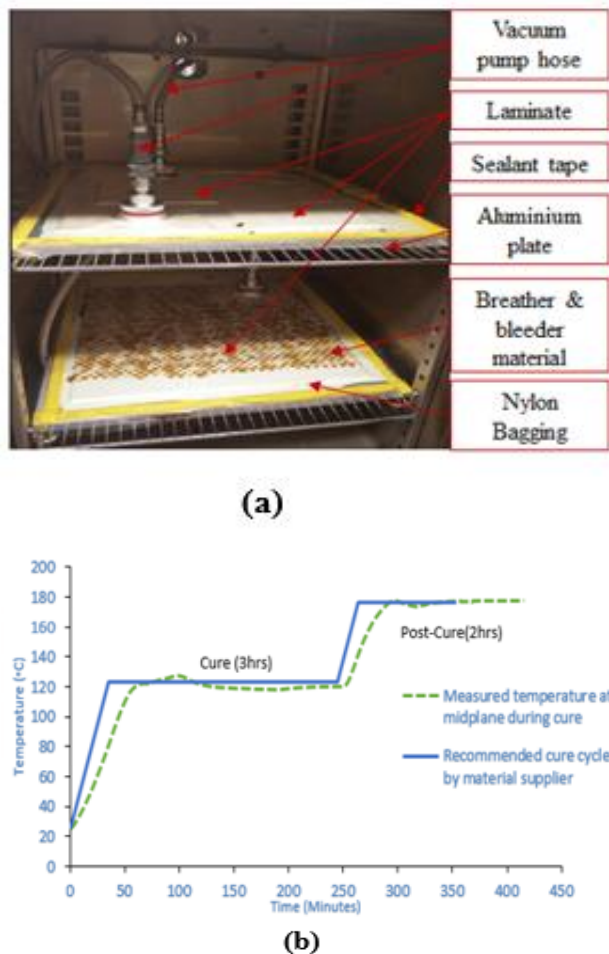 Vacuum
pump hose
Laminate
Sealant tape
Aluminium
plate
Breather &
bleeder
material
Nylon
Bagging
(a)
200
180
160
140
120
100
80
60
40
20
0
Temperature (∘C)
Cure (3hrs)
Post-Cure(2hrs)
Measured temperature at
midplane during cure
Recommended cure cycle
by material supplier
0 50 100 150 200 250 300 350 400 450
Time (Minutes)
(b)